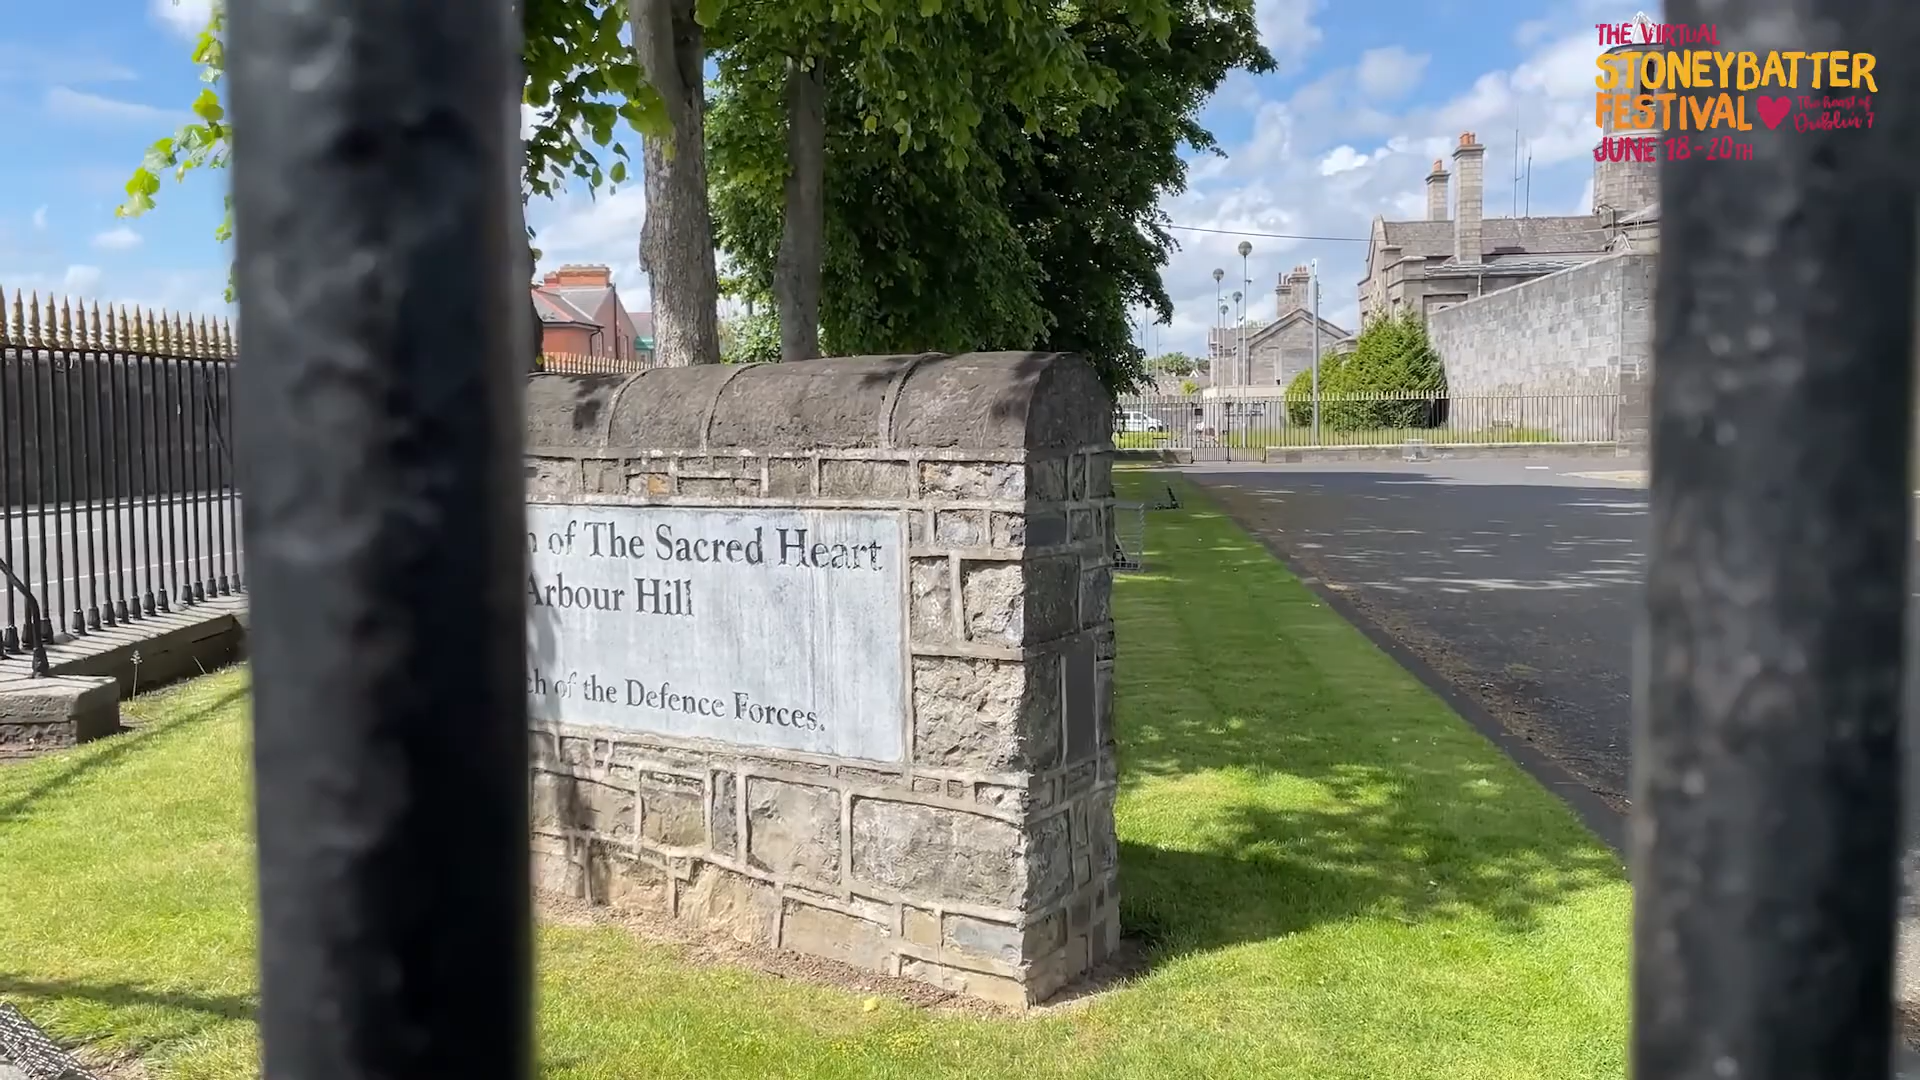 THE VIRTUAL
STONEYBATTER
FESTIVAL The heart of
Dublin 7
JUNE 18-20TH
of The Sacred Heart
Arbour Hill
of the Defence Forces.